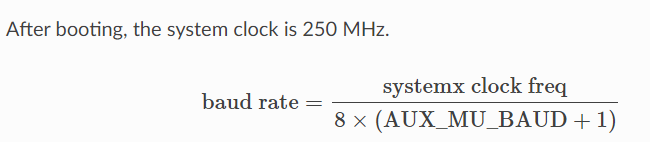 After booting, the system clock is 250 MHz.
baud rate = systemx clock freq / 8 × (AUX_MU_BAUD + 1)